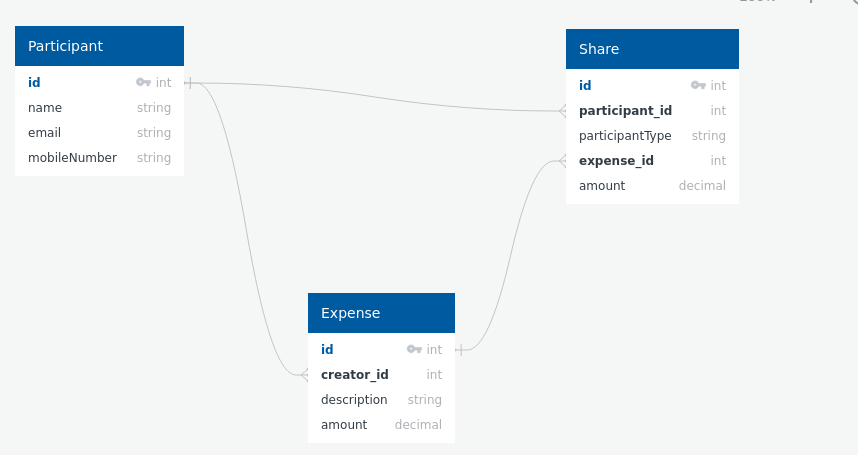 Participant
id int
name string
email string
mobileNumber string
Share
id int
participant_id int
participantType string
expense_id int
amount decimal
Expense
id int
creator_id int
description string
amount decimal